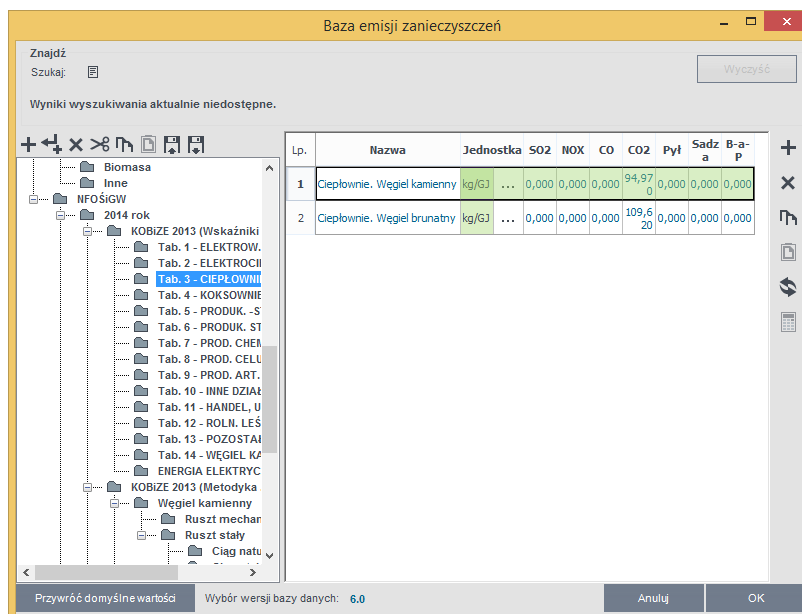 Baza emisji zanieczyszczeń
Znajdź
Szukaj:
Wyczyść
Wyniki wyszukiwania aktualnie niedostępne.
Biomasa
Inne
NFOŚiGW
2014 rok
KOBiZE 2013 (Wskaźniki
Tab. 1 - ELEKTROW.
Tab. 2 - ELEKTROCI
Tab. 3 - CIEPŁOWNI
Tab. 4 - KOKSOWNIE
Tab. 5 - PRODUK. -S
Tab. 6 - PRODUK. ST
Tab. 7 - PROD. CHEM
Tab. 8 - PROD. CELU
Tab. 9 - PROD. ART.
Tab. 10 - INNE DZIAŁ
Tab. 11 - HANDEL, U
Tab. 12 - ROLN. LEŚ
Tab. 13 - POZOSTAŁ
Tab. 14 - WĘGIEL KA
ENERGIA ELEKTRYC
KOBiZE 2013 (Metodyka
Węgiel kamienny
Ruszt mechan
Ruszt stały
Ciąg natu
Lp. Nazwa Jednostka SO2 NOX CO CO2 Pył Sadza B-a-P
1 Ciepłownie. Węgiel kamienny kg/GJ ... 0,000 0,000 0,000 94,970 0,000 0,000 0,000
2 Ciepłownie. Węgiel brunatny kg/GJ ... 0,000 0,000 0,000 109,620 0,000 0,000 0,000
Przywróć domyślne wartości
Wybór wersji bazy danych: 6.0
Anuluj
OK